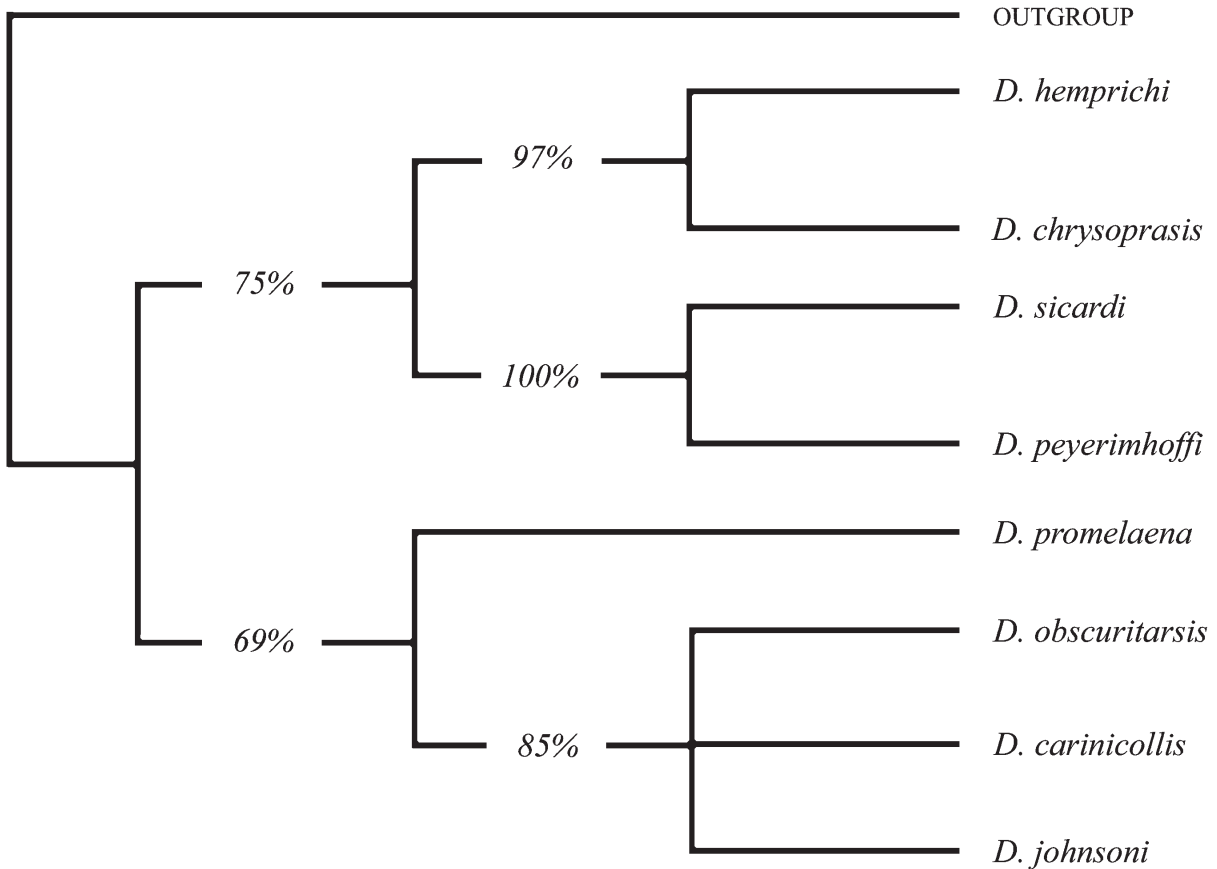 OUTGROUP
D. hemprichi
97%
D. chrysoprasis
75%
D. sicardi
100%
D. peyerimhoffi
D. promelaena
69%
D. obscuritarsis
85%
D. carinicollis
D. johnsoni